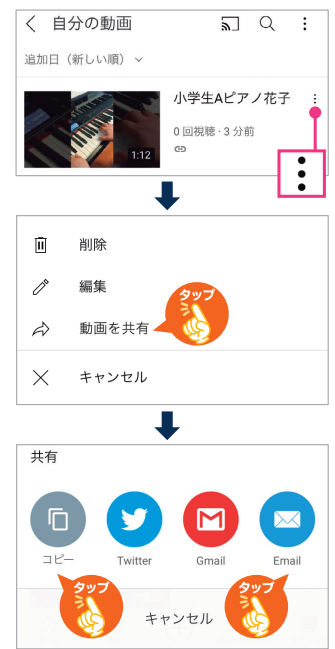 自分の動画
追加日（新しい順）
小学生Aピアノ花子
0 回視聴・3 分前
1:12
削除
編集
タップ
動画を共有
キャンセル
共有
コピー
Twitter
Gmail
Email
タップ
タップ
キャンセル